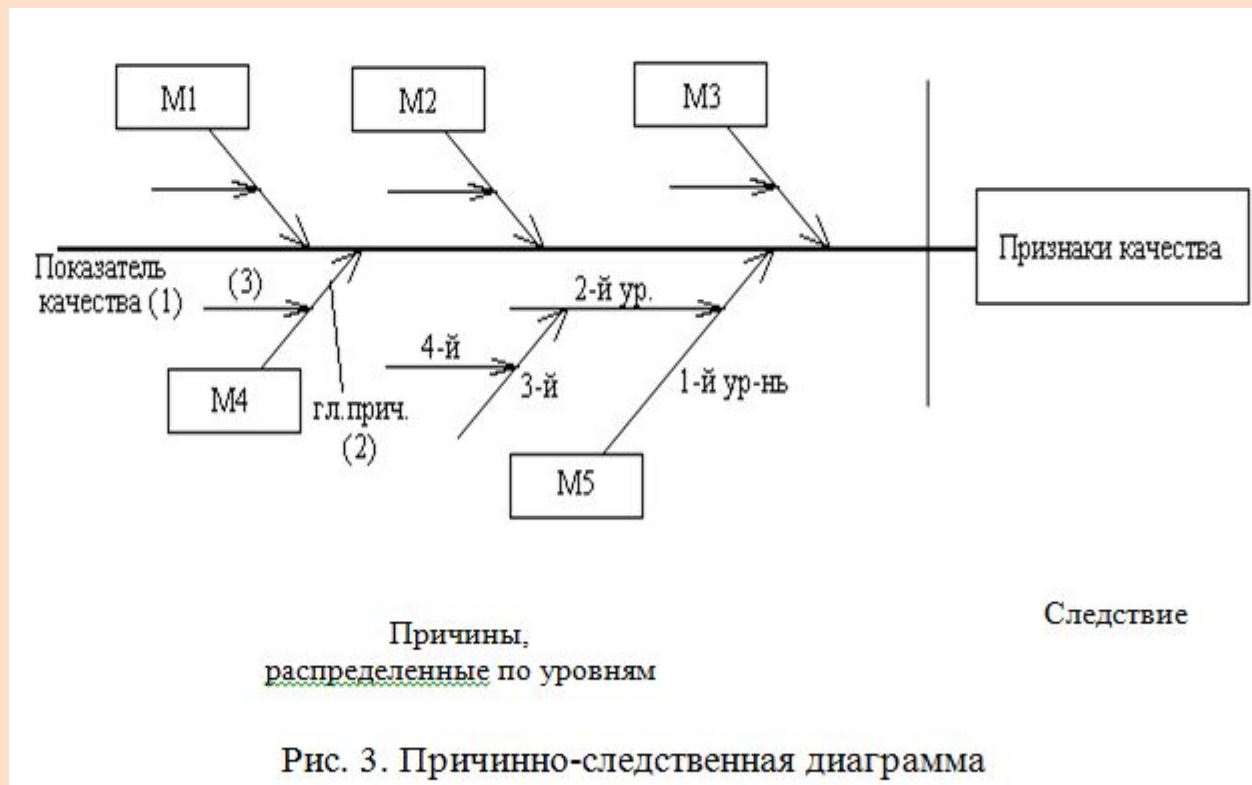 М1
М2
М3
Признаки качества
Показатель
качества (1)
(3)
2-й ур.
4-й
3-й
1-й ур-нь
М4
гл.прич.
(2)
М5
Следствие
Причины,
распределенные по уровням
Рис. 3. Причинно-следственная диаграмма